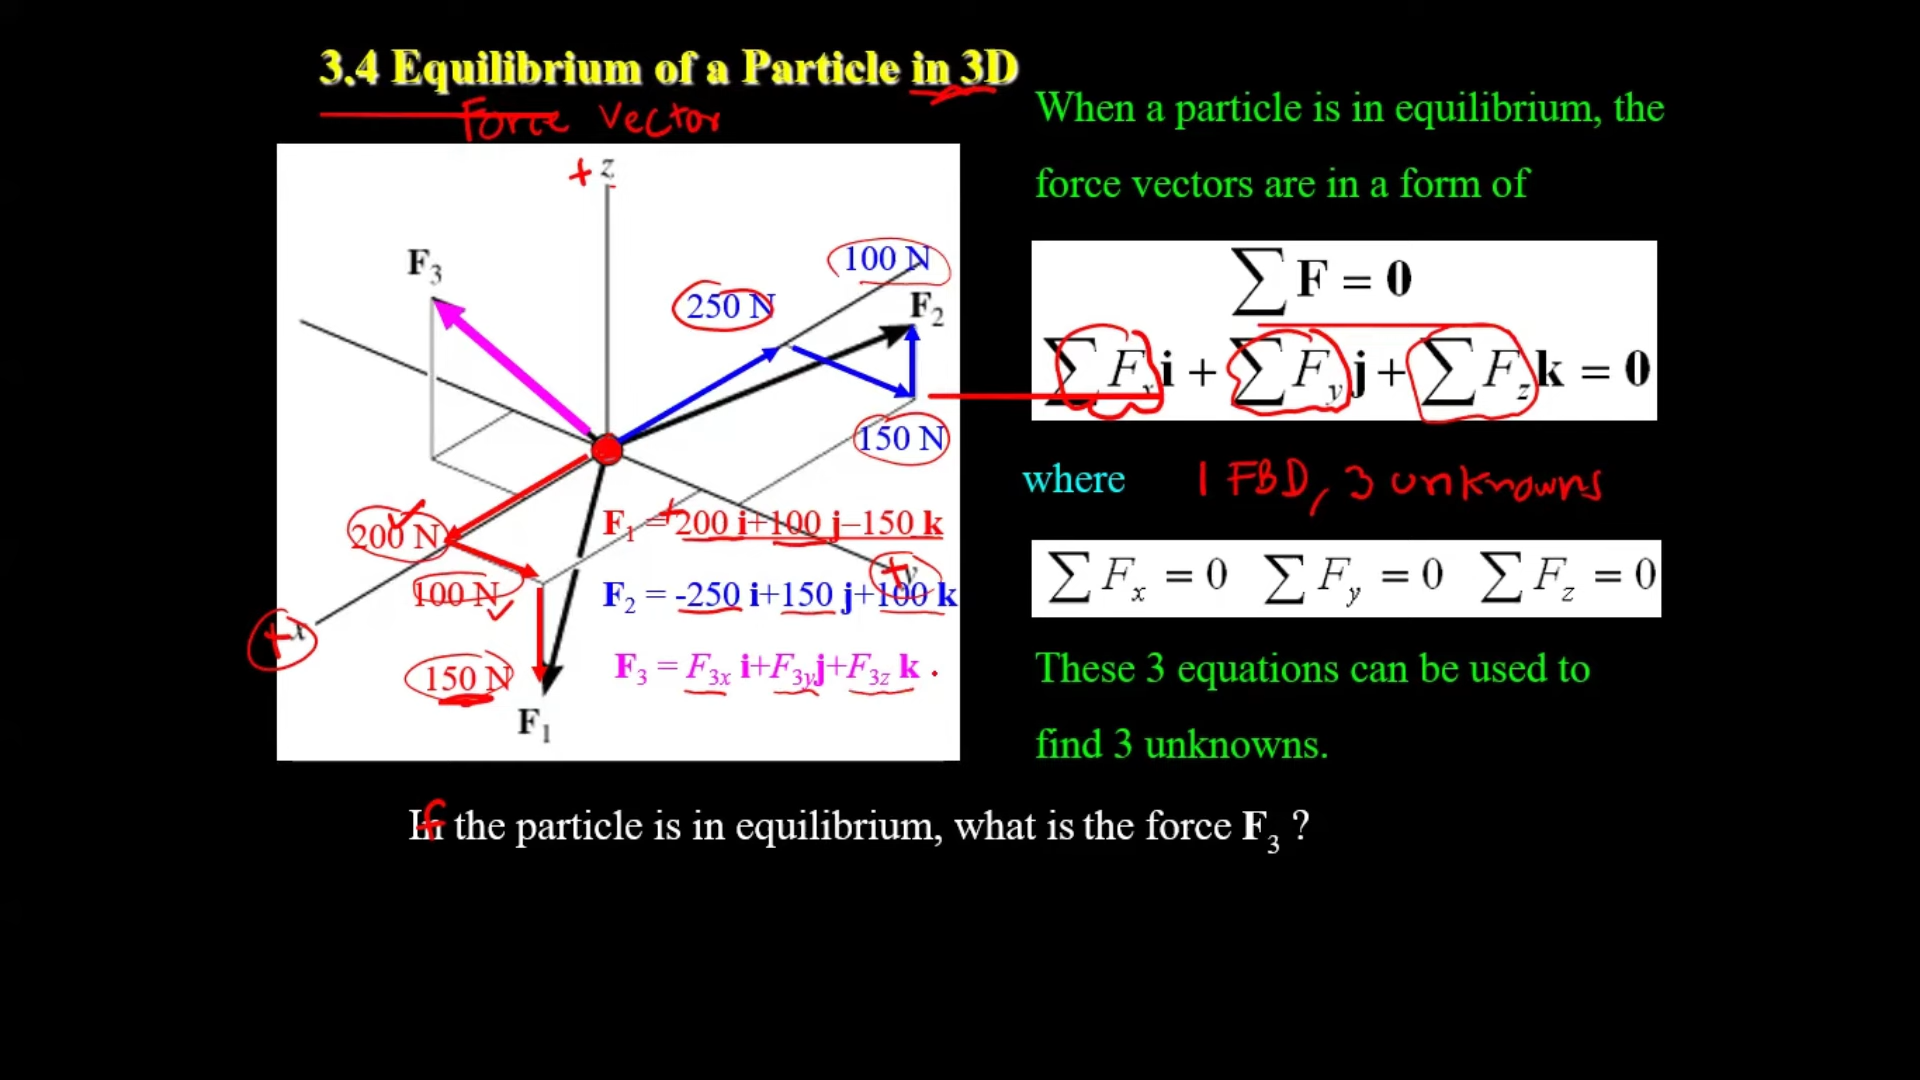 3.4 Equilibrium of a Particle in 3D
Force Vector
+ z
F3
100 N
250 N
F2
150 N
200 N
100 N
150 N
F1
+ x
+ y
F1 = +200 i+100 j–150 k
F2 = -250 i+150 j+100 k
F3 = F3x i+F3y j+F3z k .
When a particle is in equilibrium, the
force vectors are in a form of
∑ F = 0
∑ Fx i + ∑ Fy j + ∑ Fz k = 0
where 1 FBD, 3 unknowns
∑ Fx = 0 ∑ Fy = 0 ∑ Fz = 0
These 3 equations can be used to
find 3 unknowns.
If the particle is in equilibrium, what is the force F3 ?